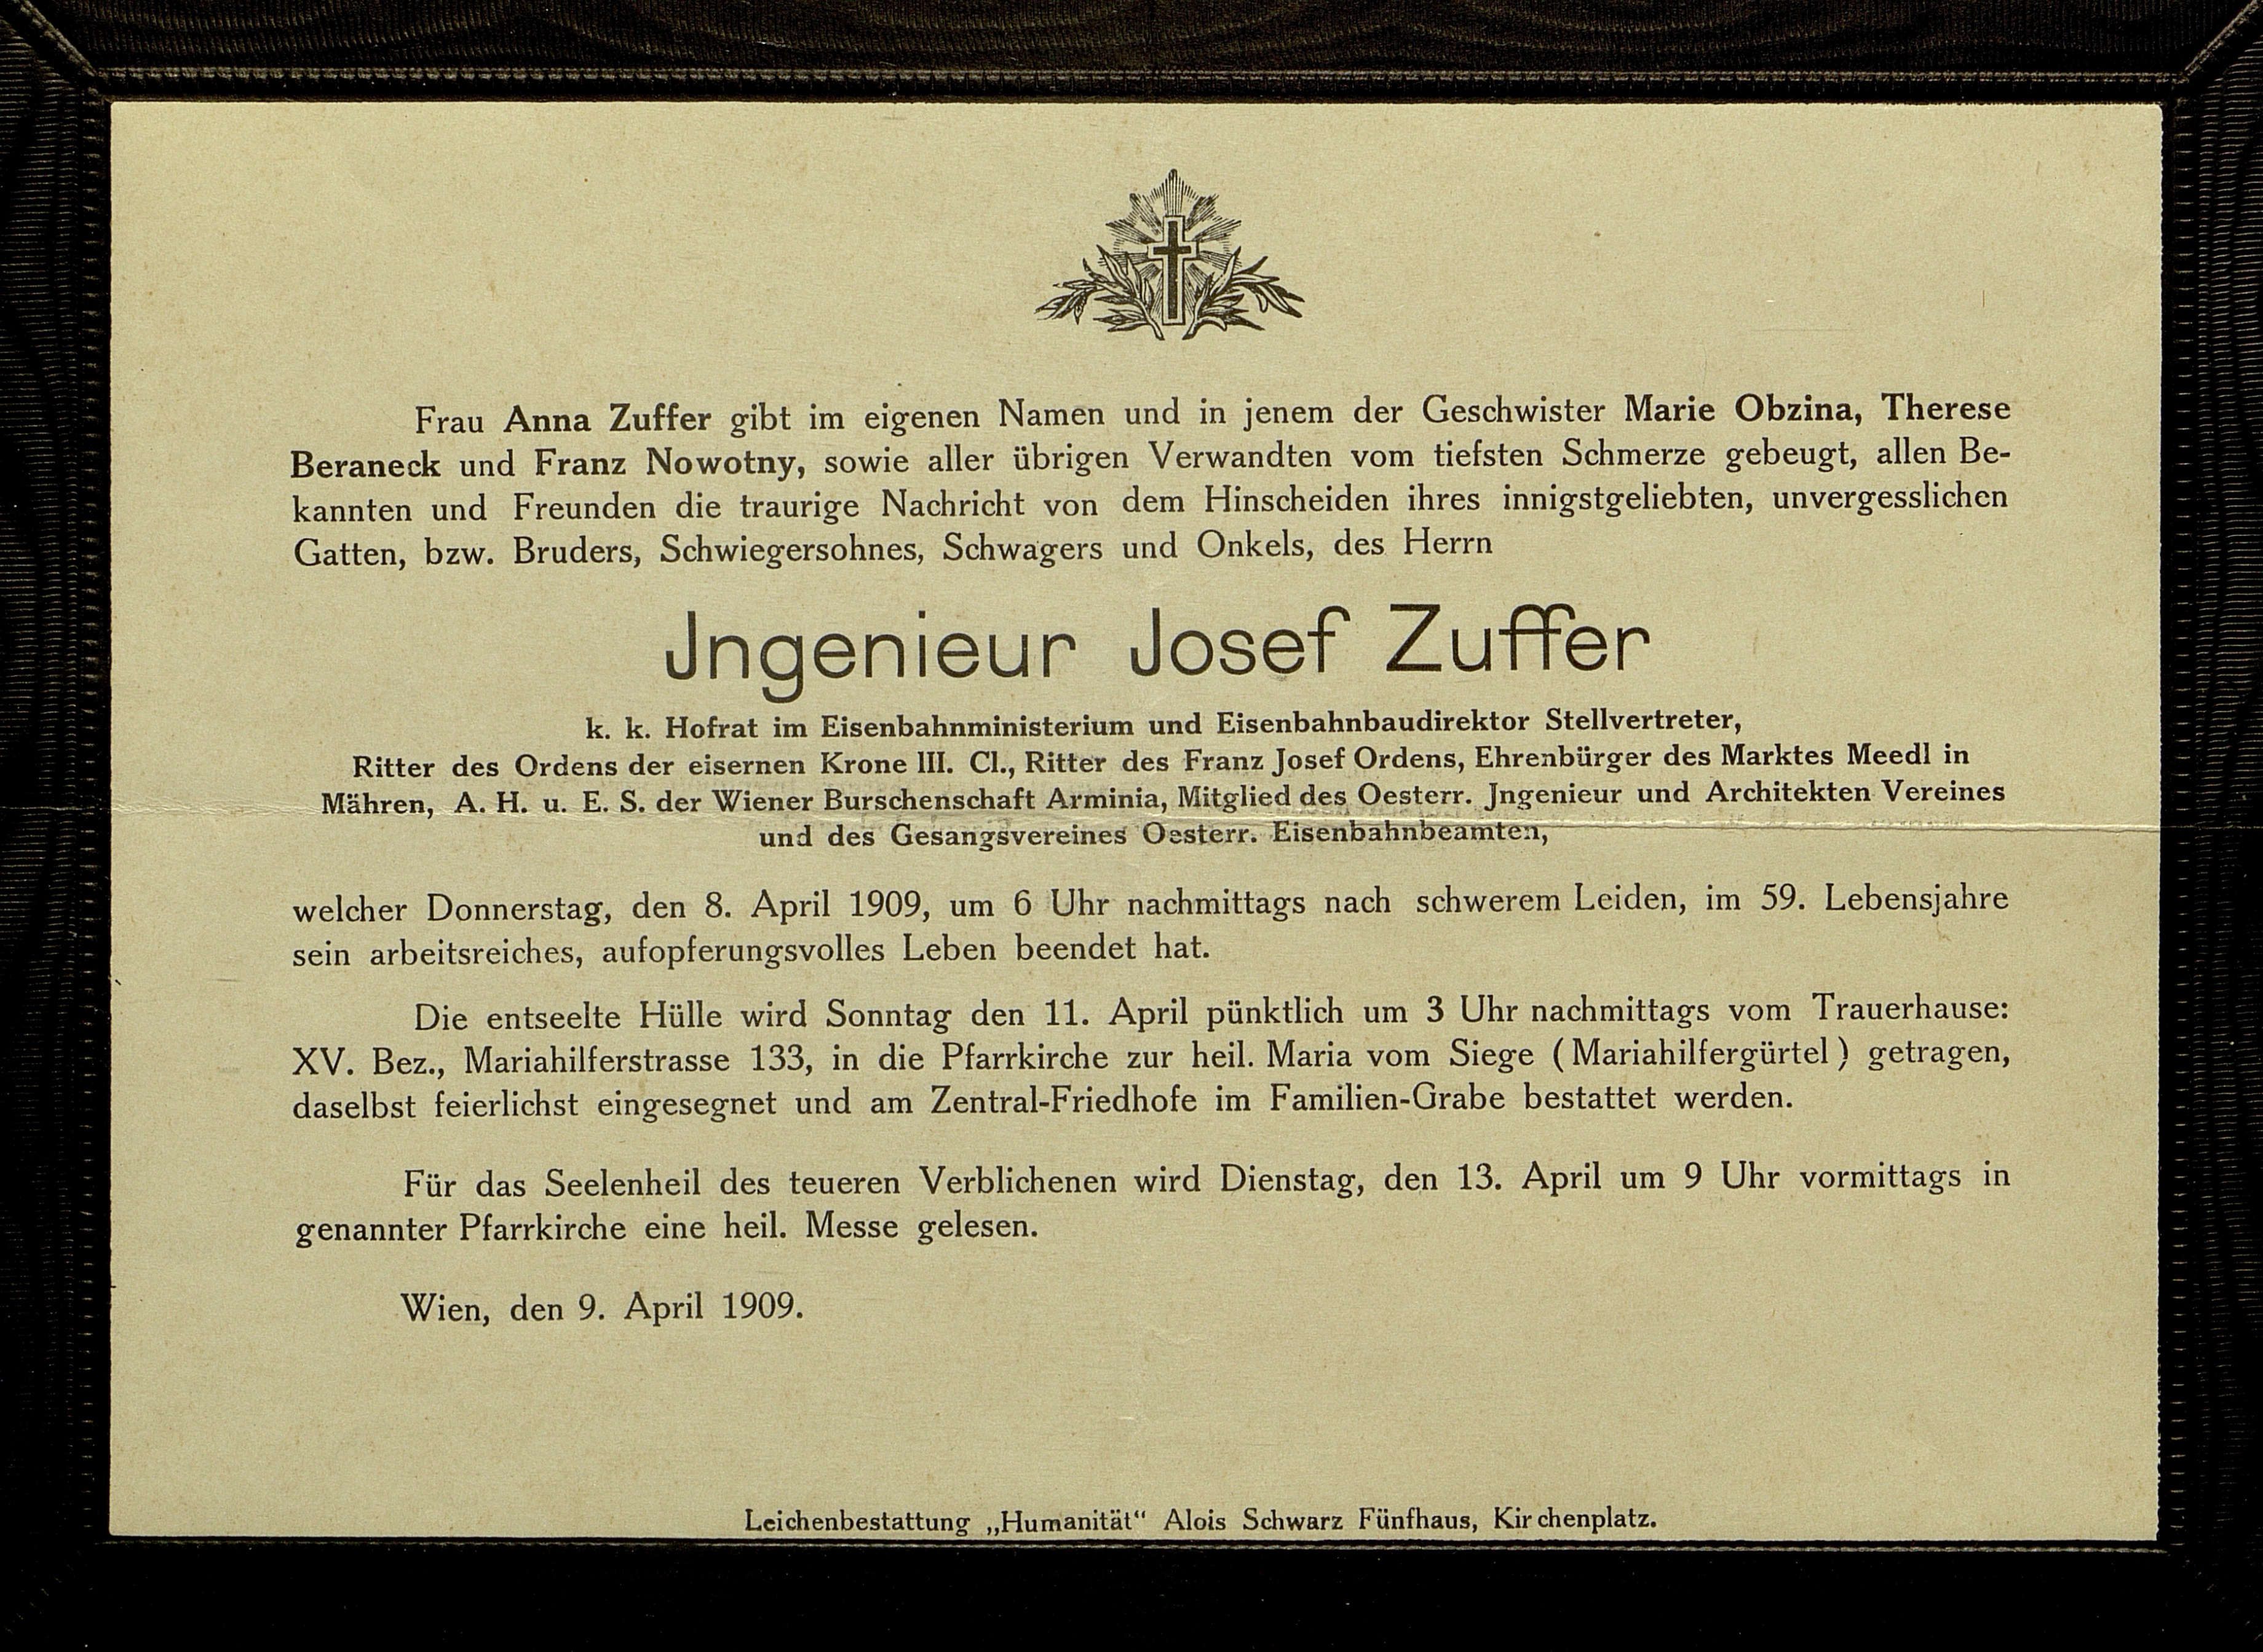 Frau Anna Zuffer gibt im eigenen Namen und in jenem der Geschwister Marie Obzina, Therese
Beraneck und Franz Nowotny, sowie aller übrigen Verwandten vom tiefsten Schmerze gebeugt, allen Be-
kannten und Freunden die traurige Nachricht von dem Hinscheiden ihres innigstgeliebten, unvergesslichen
Gatten, bzw. Bruders, Schwiegersohnes, Schwagers und Onkels, des Herrn
Jngenieur Josef Zuffer
k. k. Hofrat im Eisenbahnministerium und Eisenbahnbaudirektor Stellvertreter,
Ritter des Ordens der eisernen Krone III. Cl., Ritter des Franz Josef Ordens, Ehrenbürger des Marktes Meedl in
Mähren, A. H. u. E. S. der Wiener Burschenschaft Arminia, Mitglied des Oesterr. Jngenieur und Architekten Vereines
und des Gesangsvereines Oesterr. Eisenbahnbeamten,
welcher Donnerstag, den 8. April 1909, um 6 Uhr nachmittags nach schwerem Leiden, im 59. Lebensjahre
sein arbeitsreiches, aufopferungsvolles Leben beendet hat.
Die entseelte Hülle wird Sonntag den 11. April pünktlich um 3 Uhr nachmittags vom Trauerhause:
XV. Bez., Mariahilferstrasse 133, in die Pfarrkirche zur heil. Maria vom Siege (Mariahilfergürtel) getragen,
daselbst feierlichst eingesegnet und am Zentral-Friedhofe im Familien-Grabe bestattet werden.
Für das Seelenheil des teueren Verblichenen wird Dienstag, den 13. April um 9 Uhr vormittags in
genannter Pfarrkirche eine heil. Messe gelesen.
Wien, den 9. April 1909.
Leichenbestattung „Humanität“ Alois Schwarz Fünfhaus, Kirchenplatz.